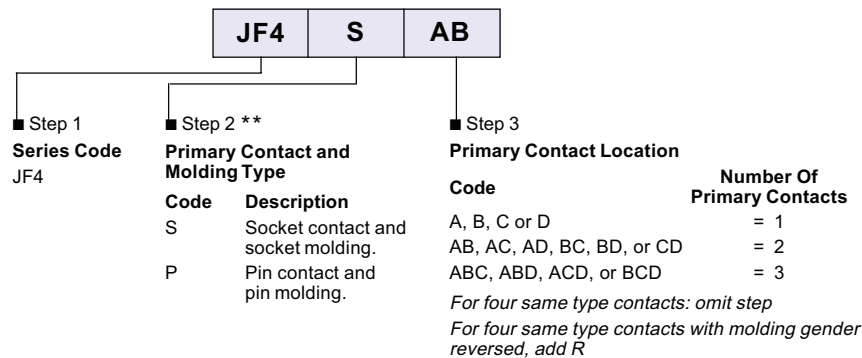 JF4 S AB
■ Step 1
Series Code
JF4
■ Step 2 **
Primary Contact and
Molding Type
Code Description
S Socket contact and
socket molding.
P Pin contact and
pin molding.
■ Step 3
Primary Contact Location
Code Number Of
Primary Contacts
A, B, C or D = 1
AB, AC, AD, BC, BD, or CD = 2
ABC, ABD, ACD, or BCD = 3
For four same type contacts: omit step
For four same type contacts with molding gender
reversed, add R